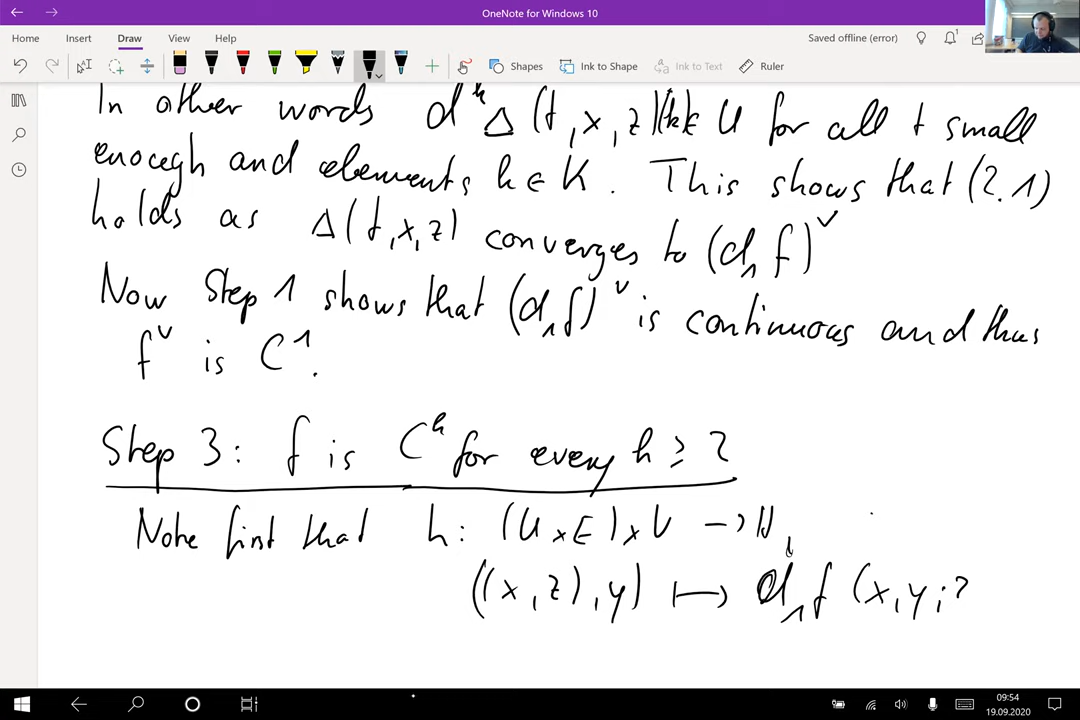 OneNote for Windows 10
Home Insert Draw View Help
Saved offline (error)
Shapes Ink to Shape Ink to Text Ruler
In other words d^k Δ(t,x,z) U for all t small
enough and elements k ∈ K. This shows that (2.1)
holds as Δ(t,x,z) converges to (d₁f)^∨
Now Step 1 shows that (d₁f)^∨ is continuous and thus
f^∨ is C^1.
Step 3: f is C^k for every k ≥ 2
Note first that h: (U×E)×V → H,
((x,z),y) ↦ d₁f(x,y;z
09:54
19.09.2020